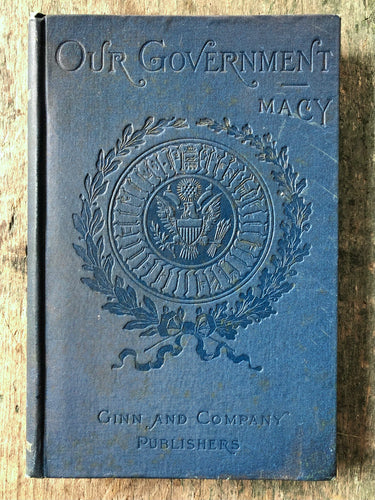 OUR GOVERNMENT
MACY
GINN AND COMPANY
PUBLISHERS